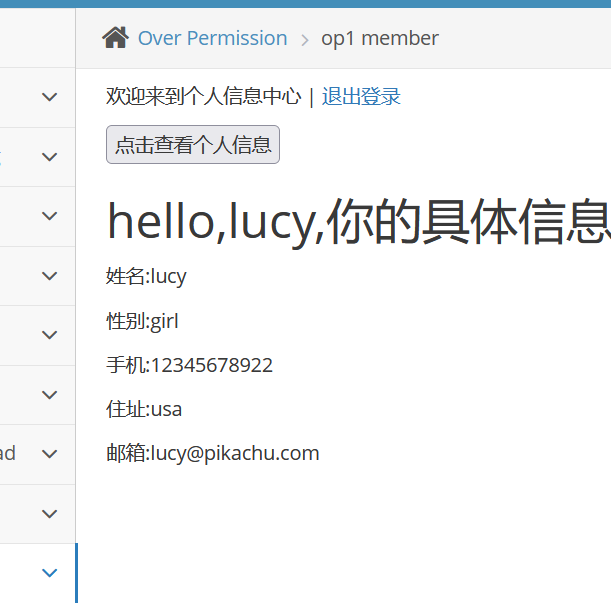 Over Permission > op1 member
欢迎来到个人信息中心 | 退出登录
点击查看个人信息
hello,lucy,你的具体信息
姓名:lucy
性别:girl
手机:12345678922
住址:usa
邮箱:lucy@pikachu.com
ad